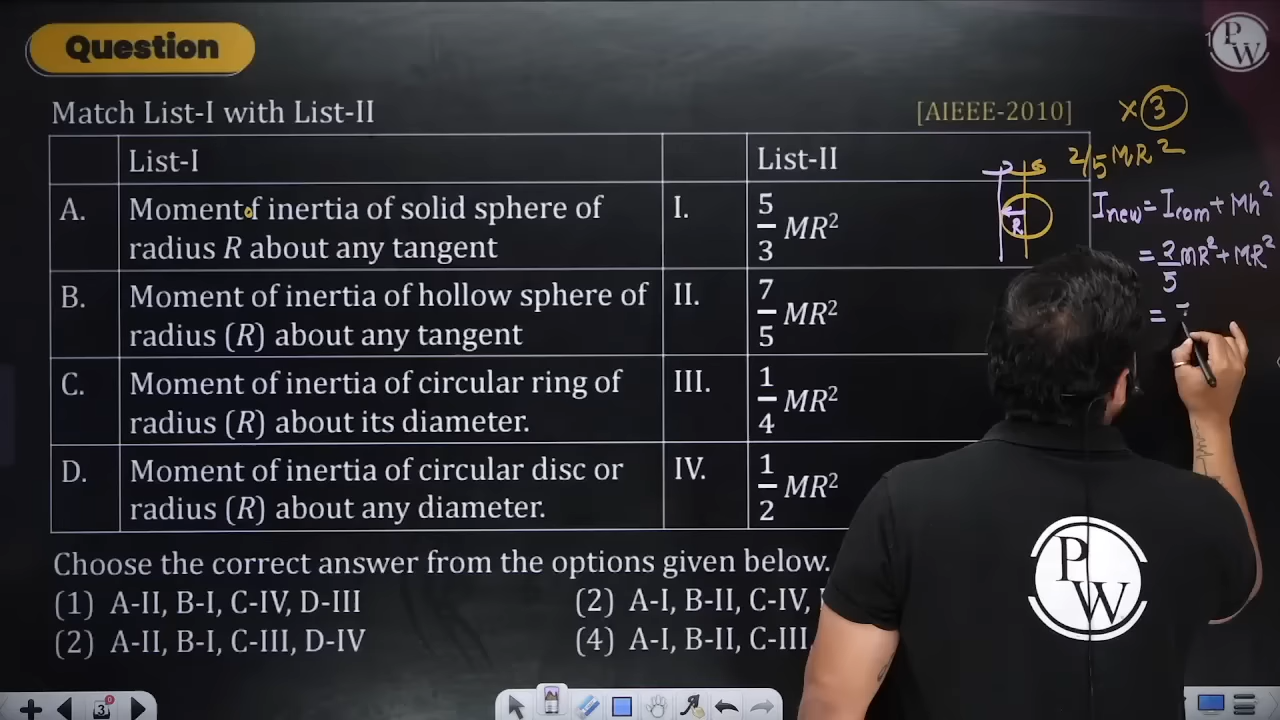 Question
PW
Match List-I with List-II
[AIEEE-2010]
× 3
List-I
List-II
2/5 MR²
A.
Moment of inertia of solid sphere of
radius R about any tangent
I.
5/3 MR²
R
I new = I com + Mh²
= 2/5 MR² + MR²
=
B.
Moment of inertia of hollow sphere of
radius (R) about any tangent
II.
7/5 MR²
C.
Moment of inertia of circular ring of
radius (R) about its diameter.
III.
1/4 MR²
D.
Moment of inertia of circular disc or
radius (R) about any diameter.
IV.
1/2 MR²
Choose the correct answer from the options given below.
(1) A-II, B-I, C-IV, D-III
(2) A-I, B-II, C-IV,
(2) A-II, B-I, C-III, D-IV
(4) A-I, B-II, C-III,
PW
3